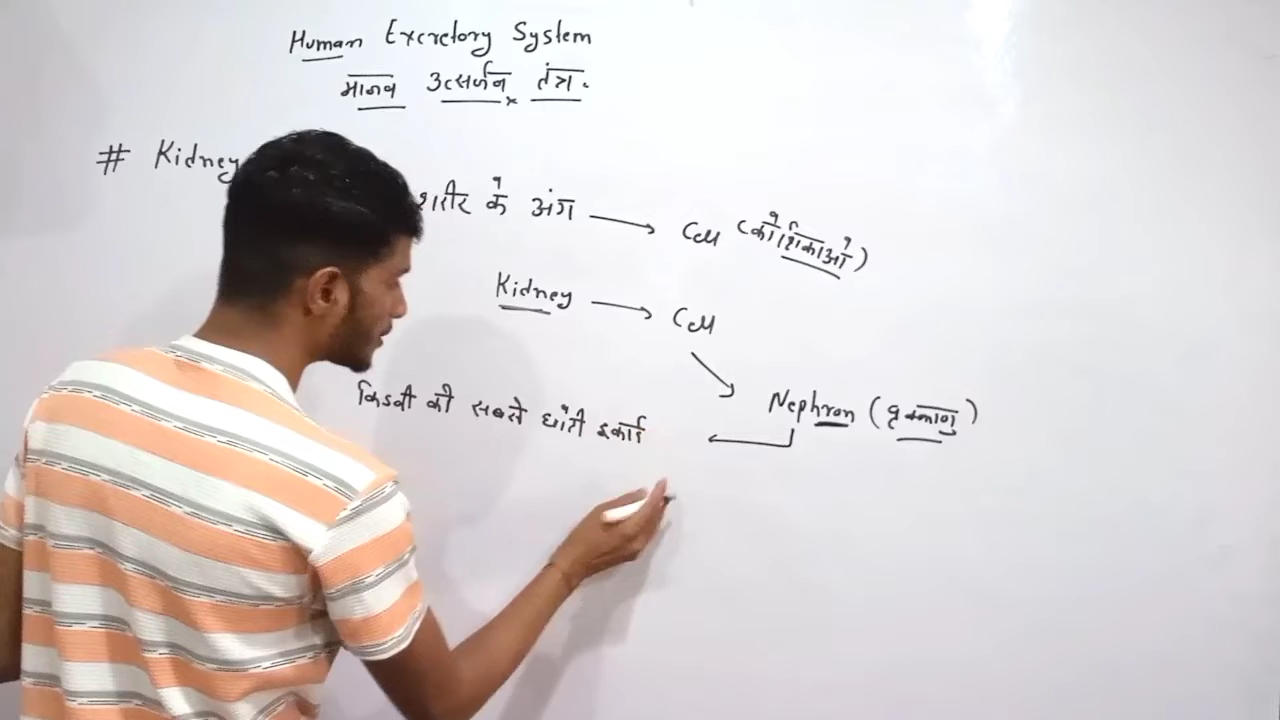 Human Excretory System
मानव उत्सर्जन तंत्र.
# Kidney
शरीर के अंग → Cell (कोशिकाओं)
Kidney → Cell
Nephron (वृक्काणु)
किडनी की सबसे छोटी इकाई